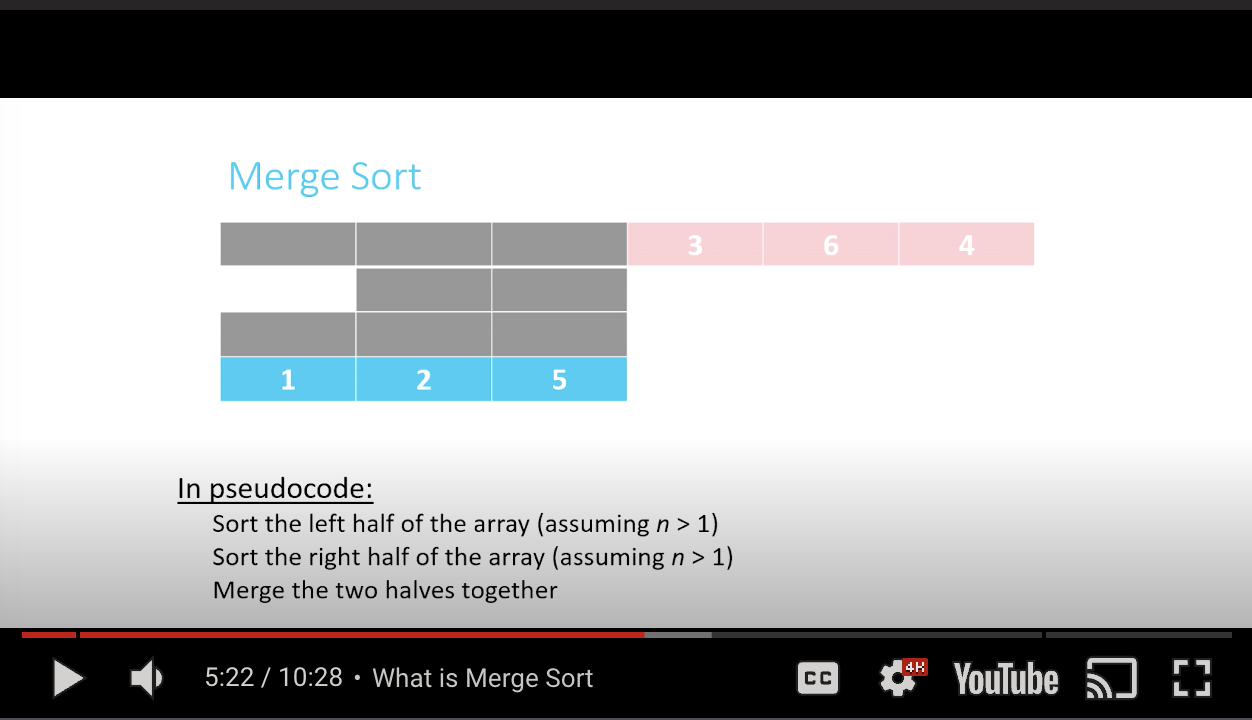 Merge Sort
3 6 4
1 2 5
In pseudocode:
Sort the left half of the array (assuming n > 1)
Sort the right half of the array (assuming n > 1)
Merge the two halves together
5:22 / 10:28 • What is Merge Sort CC 4K YouTube